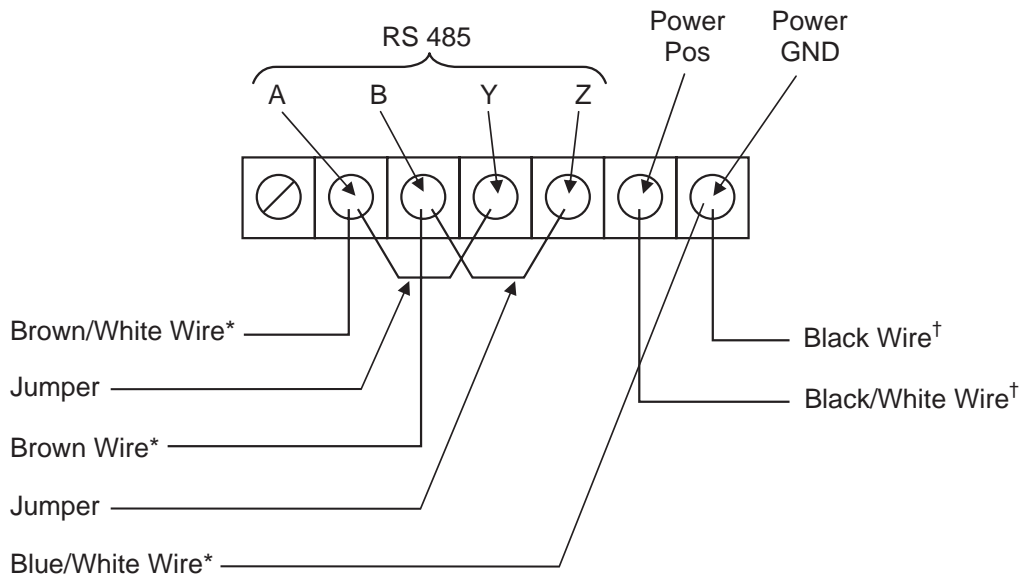 RS 485
Power
Pos
Power
GND
A B Y Z
Brown/White Wire*
Jumper
Brown Wire*
Jumper
Blue/White Wire*
Black Wire†
Black/White Wire†